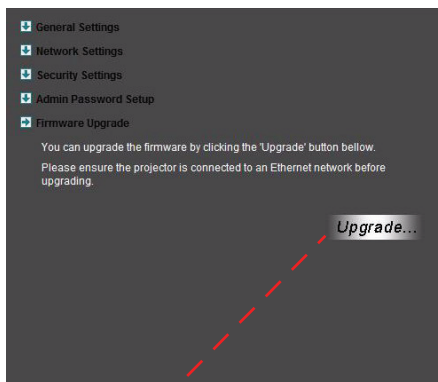 General Settings
Network Settings
Security Settings
Admin Password Setup
Firmware Upgrade
You can upgrade the firmware by clicking the 'Upgrade' button bellow.
Please ensure the projector is connected to an Ethernet network before
upgrading.
Upgrade...